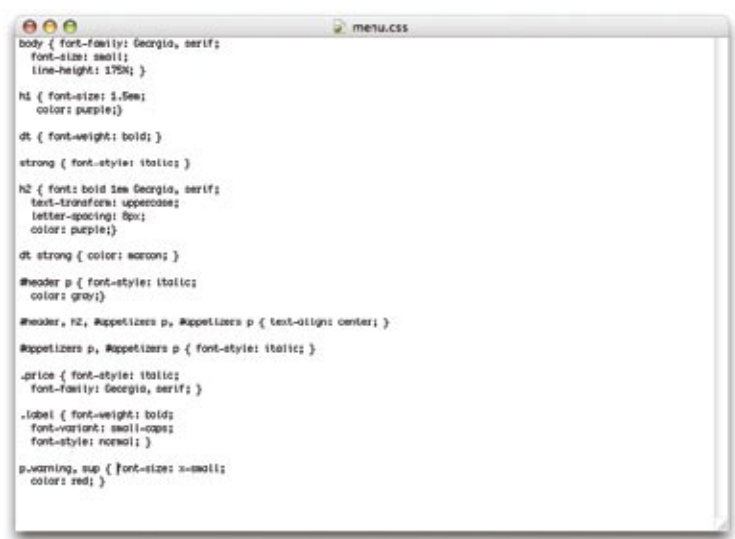 menu.css
body { font-family: Georgia, serif;
font-size: small;
line-height: 175%; }
h1 { font-size: 1.5em;
color: purple;}
dt { font-weight: bold; }
strong { font-style: italic; }
h2 { font: bold 1em Georgia, serif;
text-transform: uppercase;
letter-spacing: 8px;
color: purple;}
dt strong { color: maroon; }
#header p { font-style: italic;
color: gray;}
#header, h2, #appetizers p, #appetizers p { text-align: center; }
#appetizers p, #appetizers p { font-style: italic; }
.price { font-style: italic;
font-family: Georgia, serif; }
.label { font-weight: bold;
font-variant: small-caps;
font-style: normal; }
p.warning, sup { font-size: x-small;
color: red; }